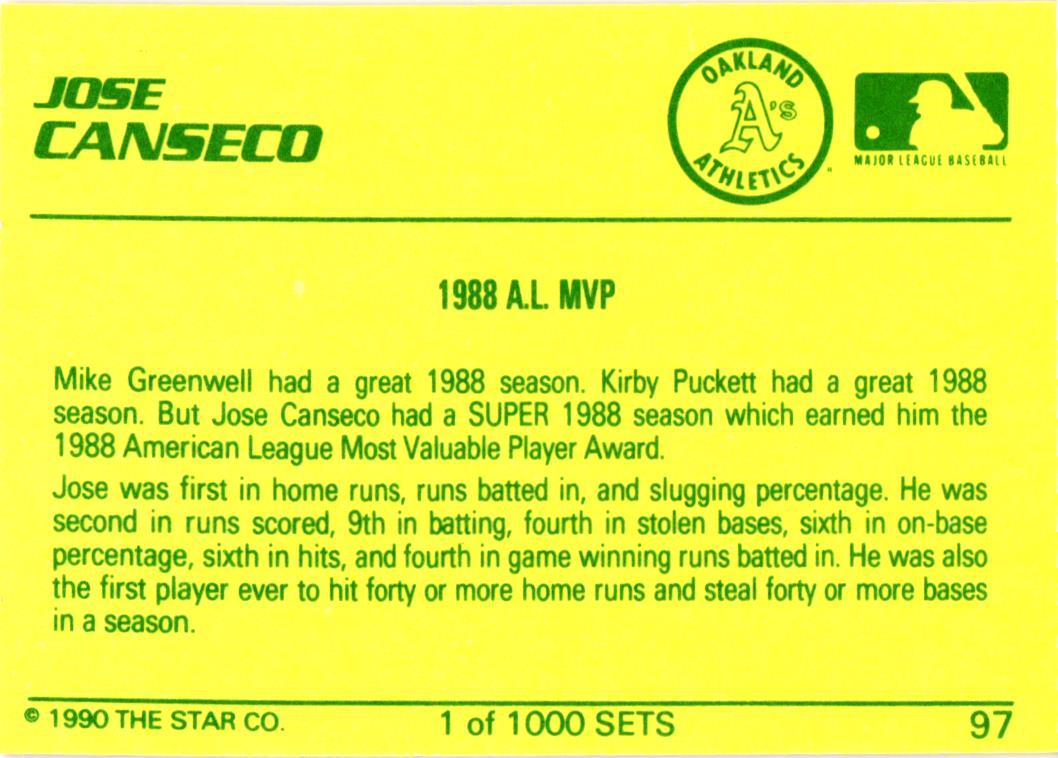 JOSE
CANSECO
OAKLAND
A's
ATHLETICS
MAJOR LEAGUE BASEBALL
1988 A.L. MVP
Mike Greenwell had a great 1988 season. Kirby Puckett had a great 1988
season. But Jose Canseco had a SUPER 1988 season which earned him the
1988 American League Most Valuable Player Award.
Jose was first in home runs, runs batted in, and slugging percentage. He was
second in runs scored, 9th in batting, fourth in stolen bases, sixth in on-base
percentage, sixth in hits, and fourth in game winning runs batted in. He was also
the first player ever to hit forty or more home runs and steal forty or more bases
in a season.
© 1990 THE STAR CO.
1 of 1000 SETS
97